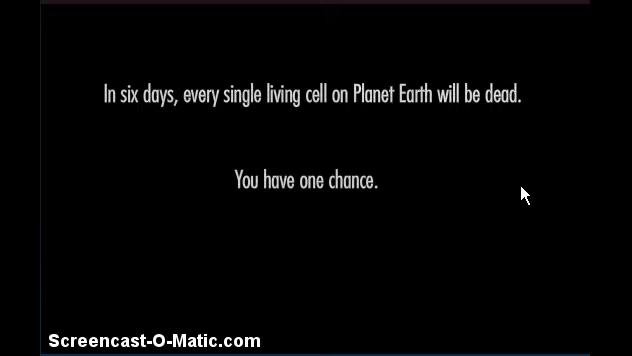 In six days, every single living cell on Planet Earth will be dead.
You have one chance.
Screencast-O-Matic.com